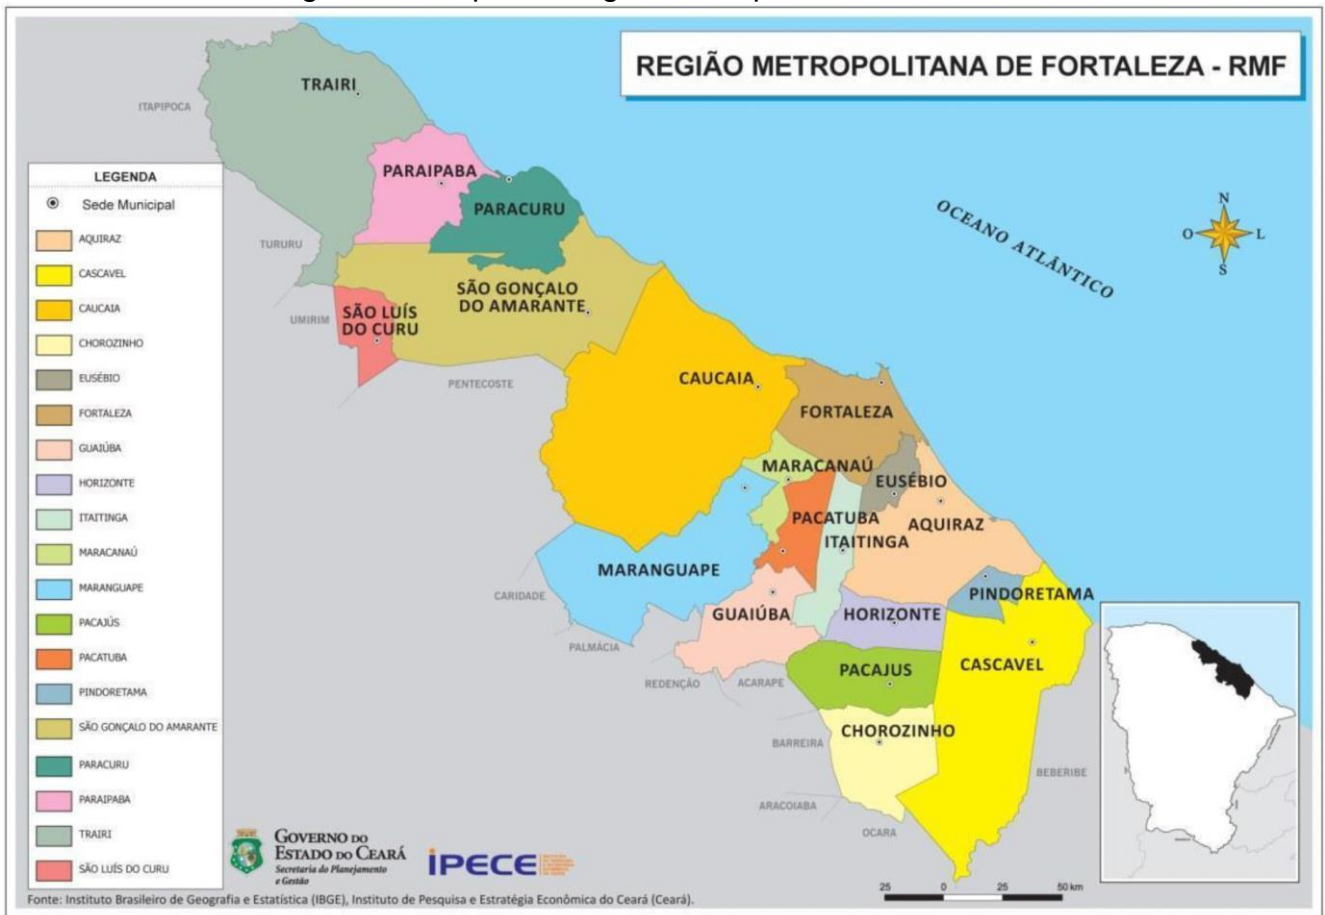 REGIÃO METROPOLITANA DE FORTALEZA - RMF
LEGENDA
Sede Municipal
AQUIRAZ
CASCAVEL
CAUCAIA
CHOROZINHO
EUSÉBIO
FORTALEZA
GUAIÚBA
HORIZONTE
ITAITINGA
MARACANAÚ
MARANGUAPE
PACAJÚS
PACATUBA
PINDORETAMA
SÃO GONÇALO DO AMARANTE
PARACURU
PARAIPABA
TRAIRI
SÃO LUÍS DO CURU
TRAIRI
ITAPIPOCA
PARAIPABA
PARACURU
TURURU
SÃO GONÇALO
DO AMARANTE
SÃO LUÍS
DO CURU
UMIRIM
PENTECOSTE
CAUCAIA
FORTALEZA
MARACANAÚ
EUSÉBIO
PACATUBA
AQUIRAZ
ITAITINGA
MARANGUAPE
CARIDADE
PINDORETAMA
GUAIÚBA
HORIZONTE
PALMÁCIA
CASCAVEL
PACAJUS
REDENÇÃO
ACARAPE
CHOROZINHO
BARREIRA
BEBERIBE
ARACOIABA
OCARA
OCEANO ATLÂNTICO
N
O
L
S
GOVERNO DO
ESTADO DO CEARÁ
Secretaria do Planejamento
e Gestão
IPECE
25 0 25 50 km
Fonte: Instituto Brasileiro de Geografia e Estatística (IBGE), Instituto de Pesquisa e Estratégia Econômica do Ceará (Ceará).